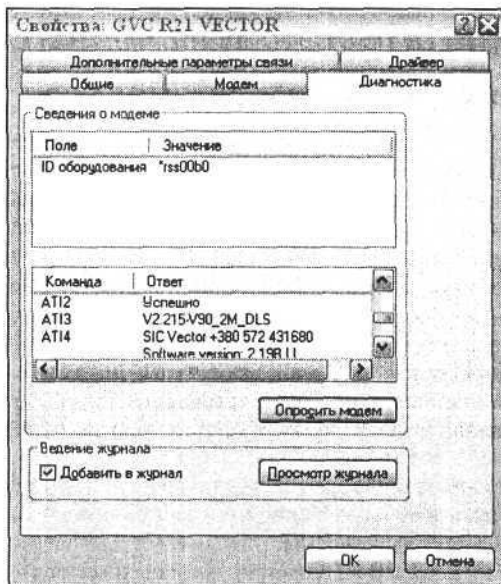 Свойства: GVC R21 VECTOR
Дополнительные параметры связи
Драйвер
Общие
Модем
Диагностика
Сведения о модеме
Поле Значение
ID оборудования *rss00b0
Команда Ответ
ATI2 Успешно
ATI3 V2.215-V90_2M_DLS
ATI4 SIC Vector +380 572 431680
Software version: 2.19B
Опросить модем
Ведение журнала
Добавить в журнал
Просмотр журнала
OK
Отмена